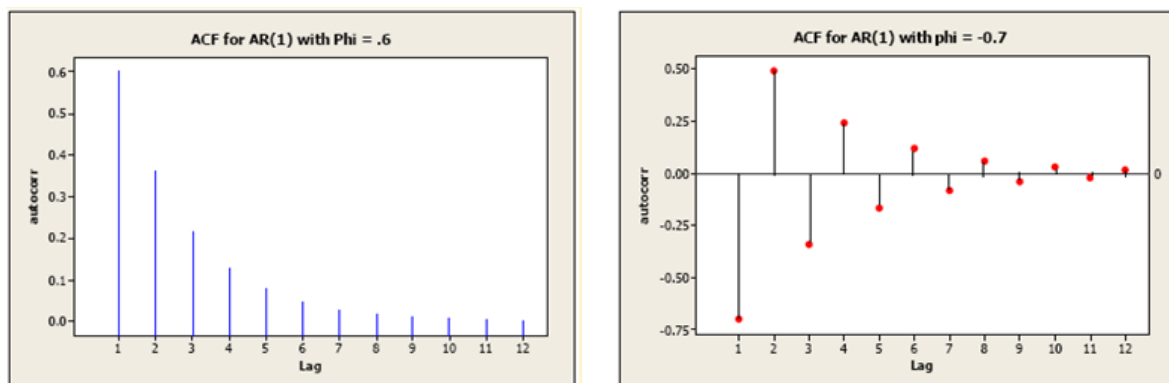 ACF for AR(1) with Phi = .6
0.6
0.5
0.4
0.3
0.2
0.1
0.0
autocorr
1 2 3 4 5 6 7 8 9 10 11 12
Lag
ACF for AR(1) with phi = -0.7
0.50
0.25
0.00
-0.25
-0.50
-0.75
autocorr
0
1 2 3 4 5 6 7 8 9 10 11 12
Lag